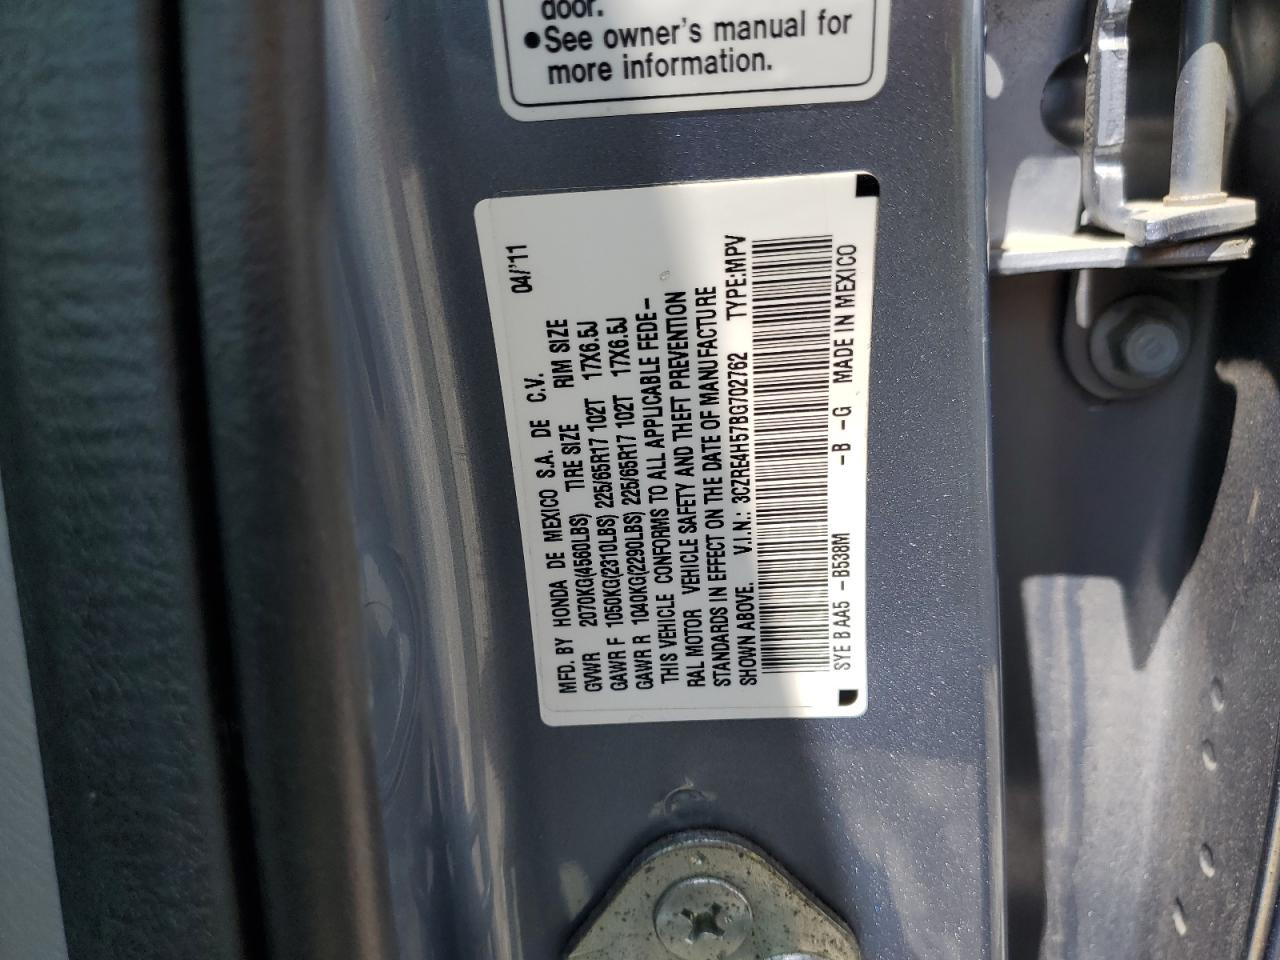 door.
●See owner's manual for
more information.
04/'11
MFD. BY HONDA DE MEXICO S.A. DE C.V.
GVWR 2070KG(4560LBS) TIRE SIZE RIM SIZE
GAWR F 1050KG(2310LBS) 225/65R17 102T 17X6.5J
GAWR R 1040KG(2290LBS) 225/65R17 102T 17X6.5J
THIS VEHICLE CONFORMS TO ALL APPLICABLE FEDE-
RAL MOTOR VEHICLE SAFETY AND THEFT PREVENTION
STANDARDS IN EFFECT ON THE DATE OF MANUFACTURE
SHOWN ABOVE. V.I.N.: 3CZRE4H57BG702762 TYPE:MPV
SYE B AA5 -B538M -B -G MADE IN MEXICO